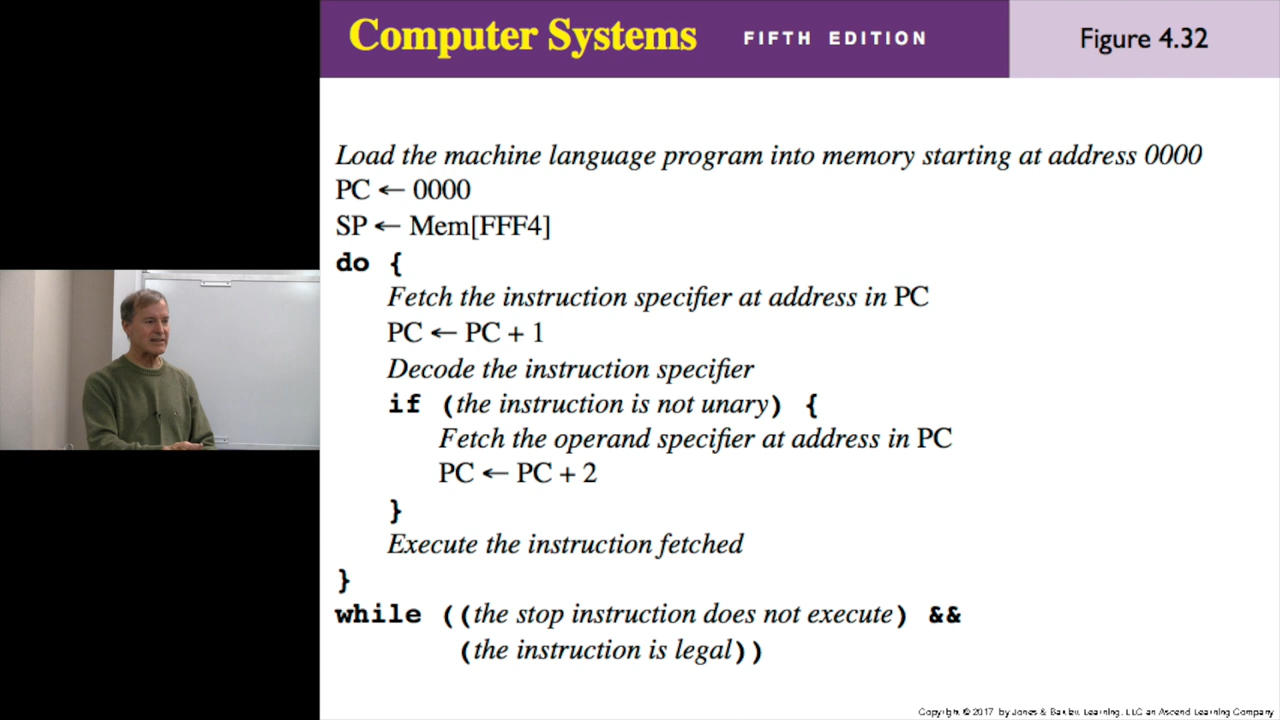 Computer Systems FIFTH EDITION Figure 4.32
Load the machine language program into memory starting at address 0000
PC ← 0000
SP ← Mem[FFF4]
do {
Fetch the instruction specifier at address in PC
PC ← PC + 1
Decode the instruction specifier
if (the instruction is not unary) {
Fetch the operand specifier at address in PC
PC ← PC + 2
}
Execute the instruction fetched
}
while ((the stop instruction does not execute) &&
(the instruction is legal))
Copyright © 2017 by Jones & Bartlett Learning, LLC an Ascend Learning Company